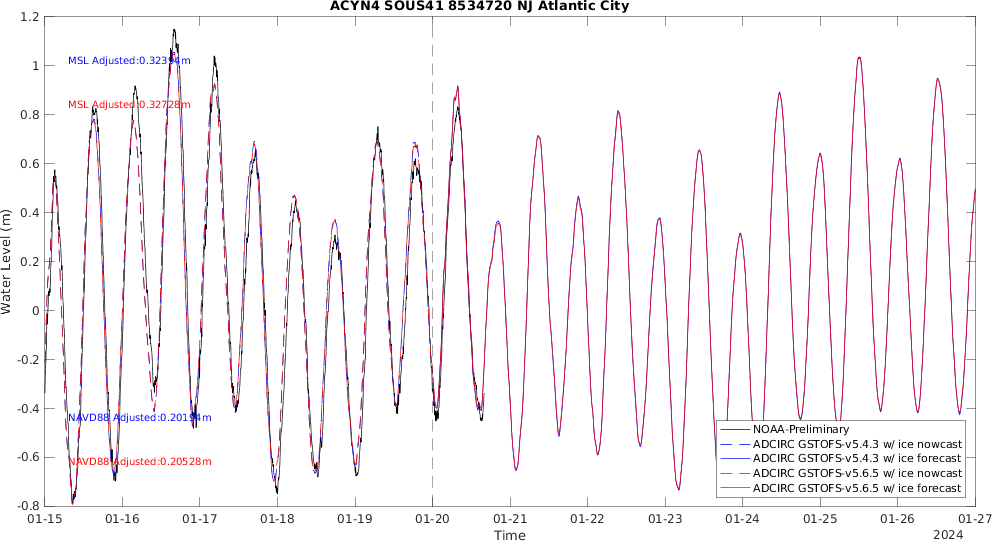 ACYN4 SOUS41 8534720 NJ Atlantic City
1.2
1
0.8
0.6
0.4
0.2
0
-0.2
-0.4
-0.6
-0.8
Water Level (m)
MSL Adjusted:0.32394m
MSL Adjusted:0.32728m
NAVD88 Adjusted:0.20194m
NAVD88 Adjusted:0.20528m
NOAA-Preliminary
ADCIRC GSTOFS-v5.4.3 w/ ice nowcast
ADCIRC GSTOFS-v5.4.3 w/ ice forecast
ADCIRC GSTOFS-v5.6.5 w/ ice nowcast
ADCIRC GSTOFS-v5.6.5 w/ ice forecast
01-15 01-16 01-17 01-18 01-19 01-20 01-21 01-22 01-23 01-24 01-25 01-26 01-27
Time
2024